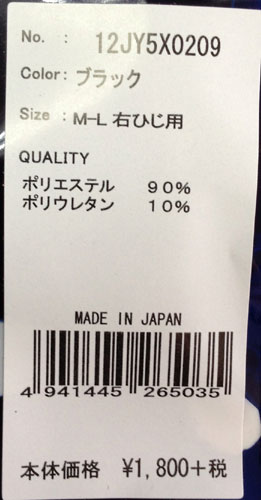 No. : 12JY5X0209
Color: ブラック
Size : M-L 右ひじ用
QUALITY
ポリエステル 90%
ポリウレタン 10%
MADE IN JAPAN
4 941445 265035
本体価格 ¥1,800+税